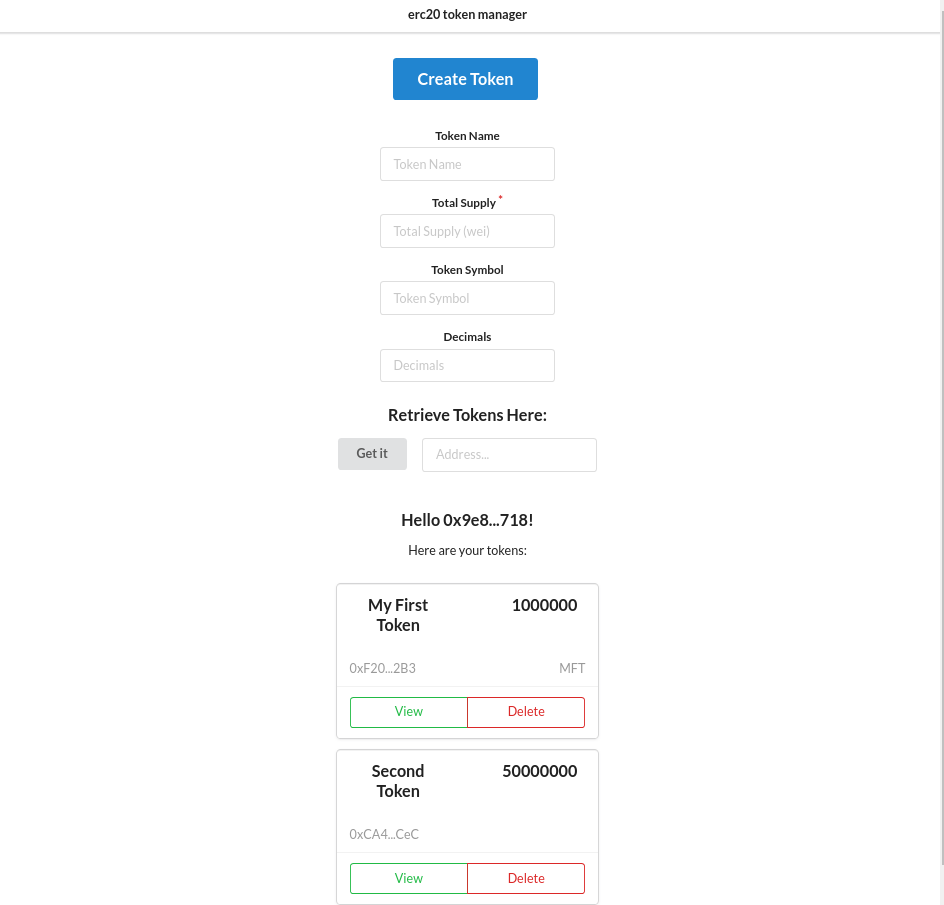 erc20 token manager
Create Token
Token Name
Token Name
Total Supply *
Total Supply (wei)
Token Symbol
Token Symbol
Decimals
Decimals
Retrieve Tokens Here:
Get it Address...
Hello 0x9e8...718!
Here are your tokens:
My First 1000000
Token
0xF20...2B3 MFT
View Delete
Second 50000000
Token
0xCA4...CeC
View Delete